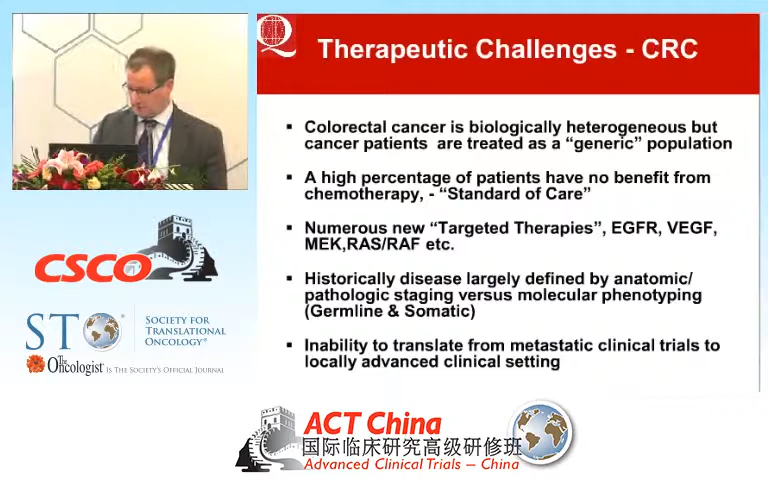 Therapeutic Challenges - CRC
▪ Colorectal cancer is biologically heterogeneous but
cancer patients are treated as a “generic” population
▪ A high percentage of patients have no benefit from
chemotherapy, - “Standard of Care”
▪ Numerous new “Targeted Therapies”, EGFR, VEGF,
MEK,RAS/RAF etc.
▪ Historically disease largely defined by anatomic/
pathologic staging versus molecular phenotyping
(Germline & Somatic)
▪ Inability to translate from metastatic clinical trials to
locally advanced clinical setting
CSCO
STO®
SOCIETY FOR
TRANSLATIONAL
ONCOLOGY®
The Oncologist® IS THE SOCIETY'S OFFICIAL JOURNAL
ACT China
国际临床研究高级研修班
Advanced Clinical Trials – China